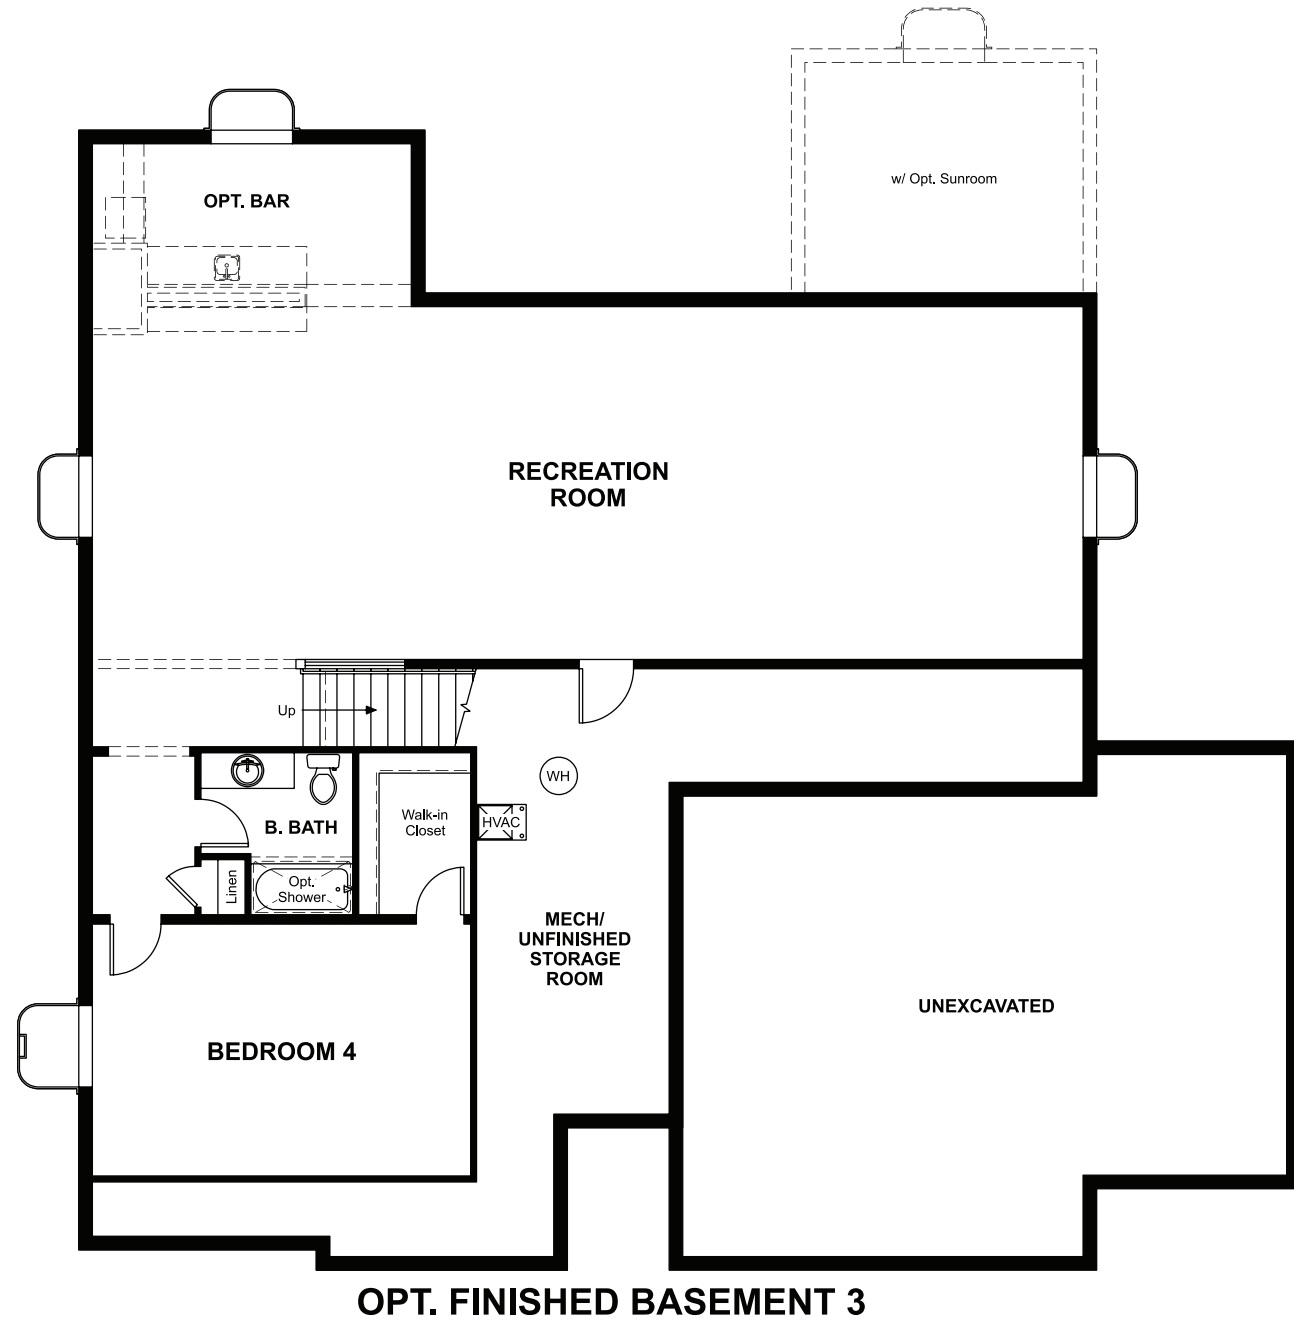 w/ Opt. Sunroom
OPT. BAR
RECREATION
ROOM
Up
WH
Walk-in
Closet
HVAC
B. BATH
Linen
Opt.
Shower
MECH/
UNFINISHED
STORAGE
ROOM
UNEXCAVATED
BEDROOM 4
OPT. FINISHED BASEMENT 3